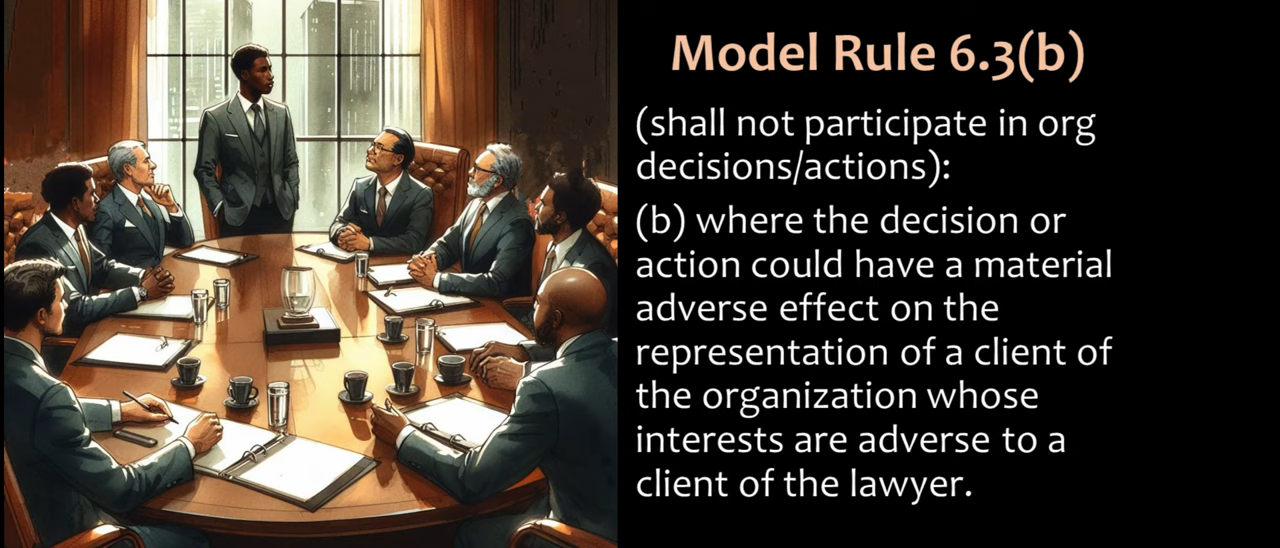 Model Rule 6.3(b)
(shall not participate in org
decisions/actions):
(b) where the decision or
action could have a material
adverse effect on the
representation of a client of
the organization whose
interests are adverse to a
client of the lawyer.